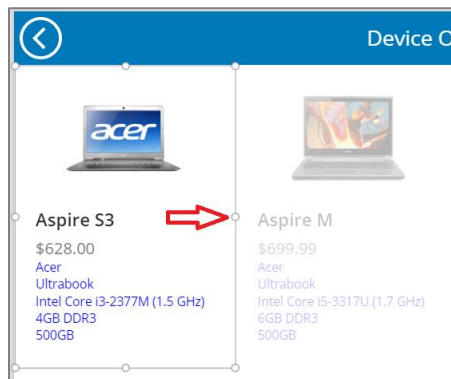 Device O
acer
Aspire S3
$628.00
Acer
Ultrabook
Intel Core i3-2377M (1.5 GHz)
4GB DDR3
500GB
Aspire M
$699.99
Acer
Ultrabook
Intel Core i5-3317U (1.7 GHz)
6GB DDR3
500GB